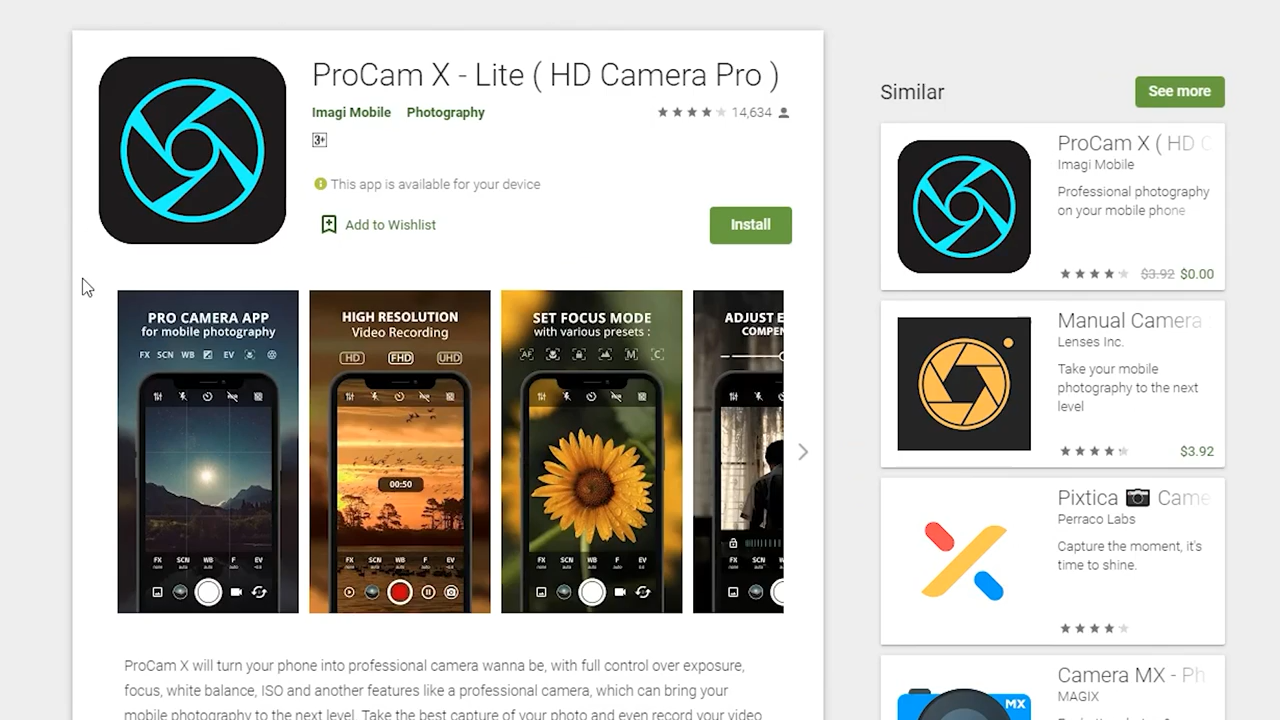 ProCam X - Lite ( HD Camera Pro )
Imagi Mobile Photography
14,634
3+
This app is available for your device
Add to Wishlist
Install
PRO CAMERA APP
for mobile photography
FX SCN WB EV
FX SCN WB F EV
HIGH RESOLUTION
Video Recording
HD FHD UHD
00:50
FX SCN WB F EV
SET FOCUS MODE
with various presets :
AF M C
FX SCN WB F EV
ADJUST E
COMPEN
FX SCN WB
ProCam X will turn your phone into professional camera wanna be, with full control over exposure,
focus, white balance, ISO and another features like a professional camera, which can bring your
mobile photography to the next level. Take the best capture of your photo and even record your video
Similar
See more
ProCam X ( HD C
Imagi Mobile
Professional photography
on your mobile phone.
$3.92 $0.00
Manual Camera
Lenses Inc.
Take your mobile
photography to the next
level
$3.92
Pixtica 📷 Came
Perraco Labs
Capture the moment, it's
time to shine.
Camera MX - Ph
MAGIX
MX